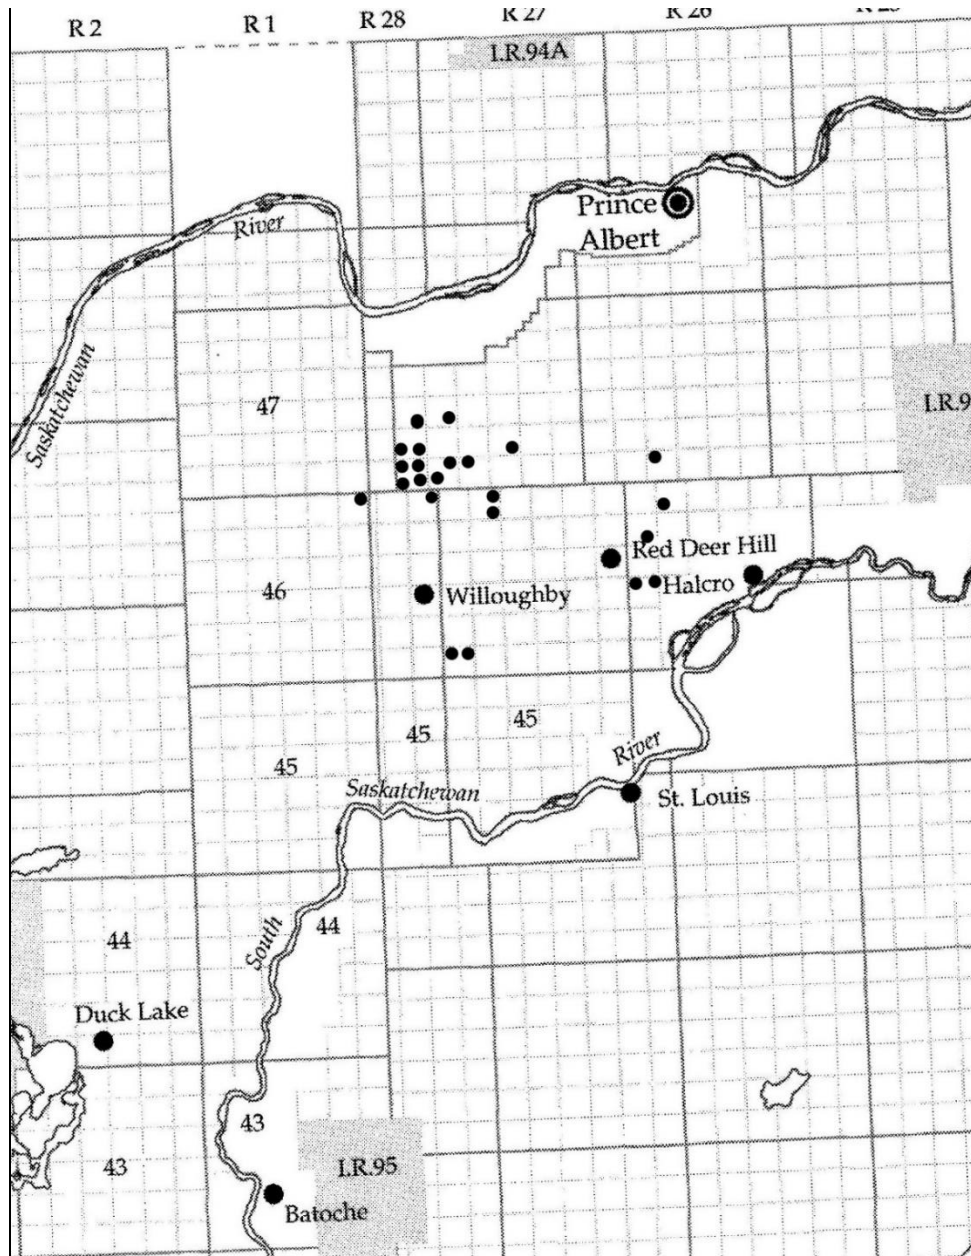 R 2
R 1
R 28
R 27
R 26
I.R.94A
Prince
Albert
River
Saskatchewan
47
I.R.9
Red Deer Hill
46
Willoughby
Halcro
45
45
45
River
Saskatchewan
St. Louis
South
44
44
Duck Lake
43
43
I.R.95
Batoche